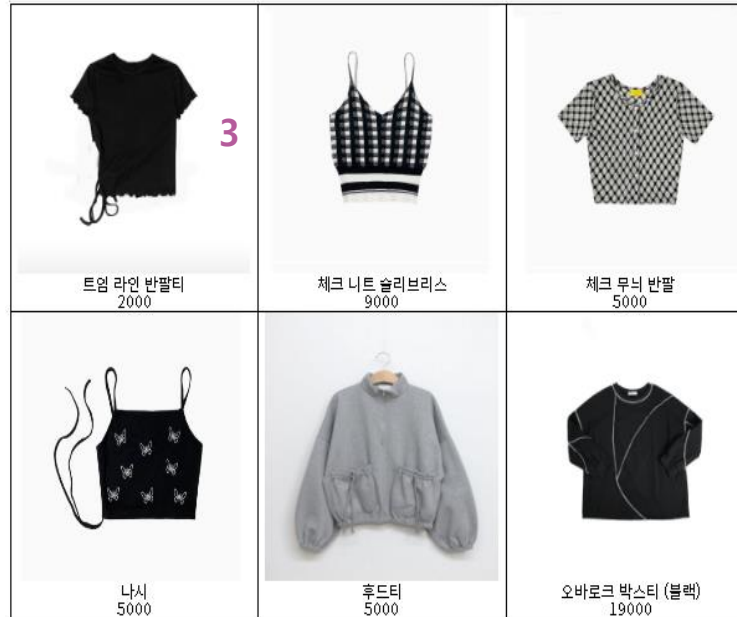 3
트임 라인 반팔티
2000
체크 니트 슬리브리스
9000
체크 무늬 반팔
5000
나시
5000
후드티
5000
오바로크 박스티 (블랙)
19000